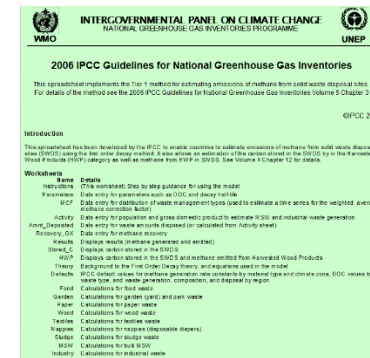 INTERGOVERNMENTAL PANEL ON CLIMATE CHANGE
NATIONAL GREENHOUSE GAS INVENTORIES PROGRAMME
WMO
UNEP
2006 IPCC Guidelines for National Greenhouse Gas Inventories
This spreadsheet implements the Tier 1 method for estimating emissions of methane from solid waste disposal sites.
For details of the method see the 2006 IPCC Guidelines for National Greenhouse Gas Inventories Volume 5 Chapter 3
©IPCC 2
Introduction
This spreadsheet has been developed by the IPCC to enable countries to estimate emissions of methane from solid waste dispos
sites (SWDS) using the first order decay method. It also allows an estimation of the carbon stored in the SWDS by in the Harveste
Wood Products (HWP) category as well as methane from HWP in SWDS. See Volume 4 Chapter 12 for details.
Worksheets
Name Details
Instructions (This worksheet) Step by step guidance for using the model
Parameters Data entry for parameters such as DOC and decay half-life
MCF Data entry for distribution of waste management types (used to estimate a time series for the weighted avera
methane correction factor)
Activity Data entry for population and gross domestic product to estimate MSW and industrial waste generation
Amnt_Deposited Data entry for waste amounts disposed (or calculated from Activity sheet)
Recovery_OX Data entry for methane recovery
Results Displays results (methane generated and emitted)
Stored_C Displays carbon stored in the SWDS
HWP Displays carbon stored in the SWDS and methane emitted from Harvested Wood Products
Theory Background to the First Order Decay theory, and equations used in the model
Defaults IPCC default values for methane generation rate constants by material type and climate zone, DOC values b
waste type, and waste generation, composition, and disposal by region
Food Calculations for food waste
Garden Calculations for garden (yard) and park waste
Paper Calculations for paper waste
Wood Calculations for wood waste
Textiles Calculations for textiles waste
Nappies Calculations for nappies (disposable diapers)
Sludge Calculations for sludge waste
MSW Calculations for bulk MSW
Industry Calculations for industrial waste